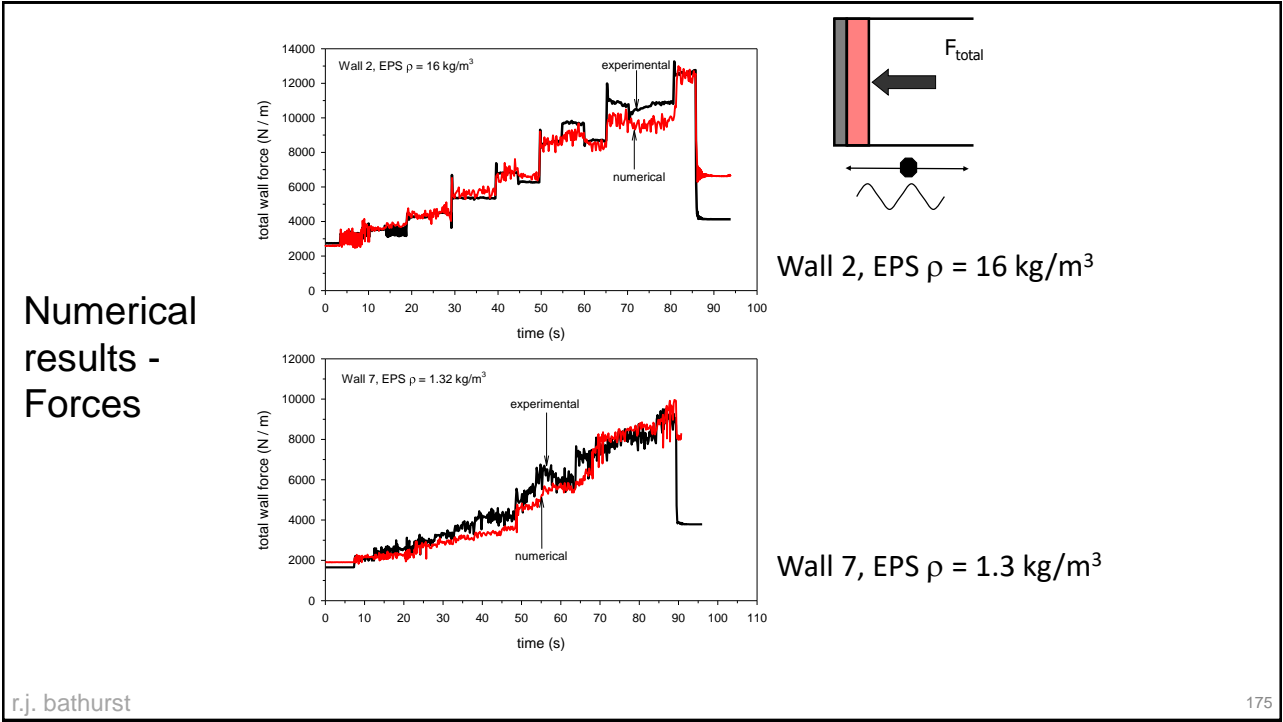 Numerical
results -
Forces
14000
12000
10000
8000
6000
4000
2000
0
total wall force (N / m)
Wall 2, EPS ρ = 16 kg/m³
experimental
numerical
0 10 20 30 40 50 60 70 80 90 100
time (s)
F_total
Wall 2, EPS ρ = 16 kg/m³
12000
10000
8000
6000
4000
2000
0
total wall force (N / m)
Wall 7, EPS ρ = 1.32 kg/m³
experimental
numerical
0 10 20 30 40 50 60 70 80 90 100 110
time (s)
Wall 7, EPS ρ = 1.3 kg/m³
r.j. bathurst
175